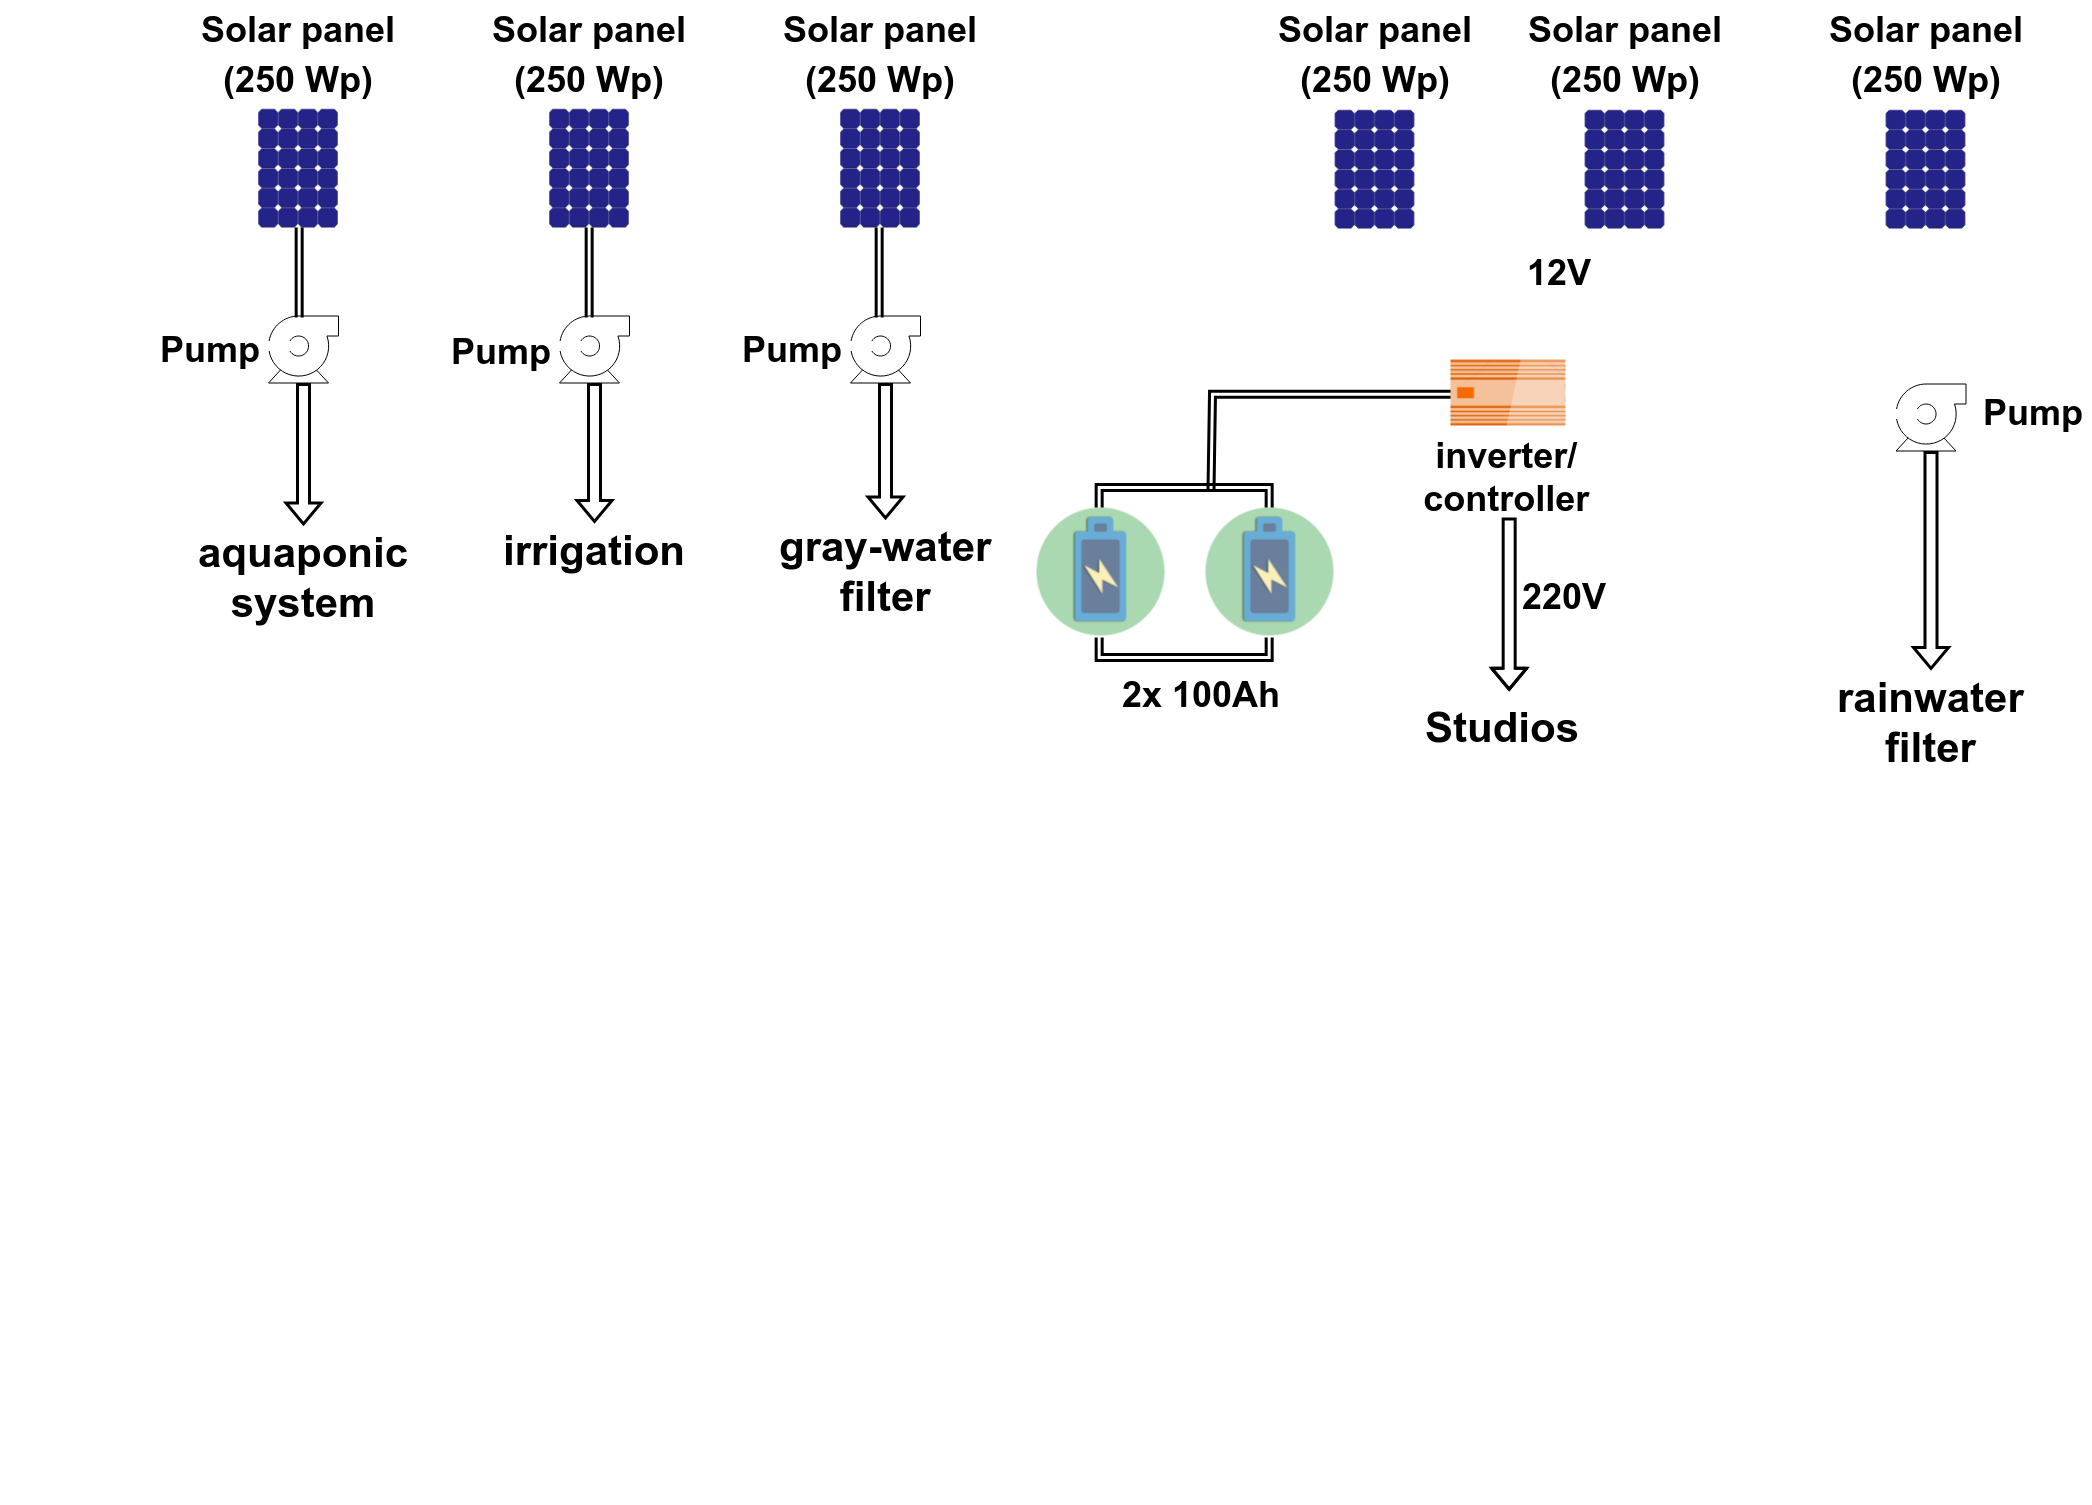 Solar panel
(250 Wp)
Solar panel
(250 Wp)
Solar panel
(250 Wp)
Solar panel
(250 Wp)
Solar panel
(250 Wp)
Solar panel
(250 Wp)
12V
Pump
Pump
Pump
Pump
inverter/
controller
aquaponic
system
irrigation
gray-water
filter
220V
2x 100Ah
Studios
rainwater
filter